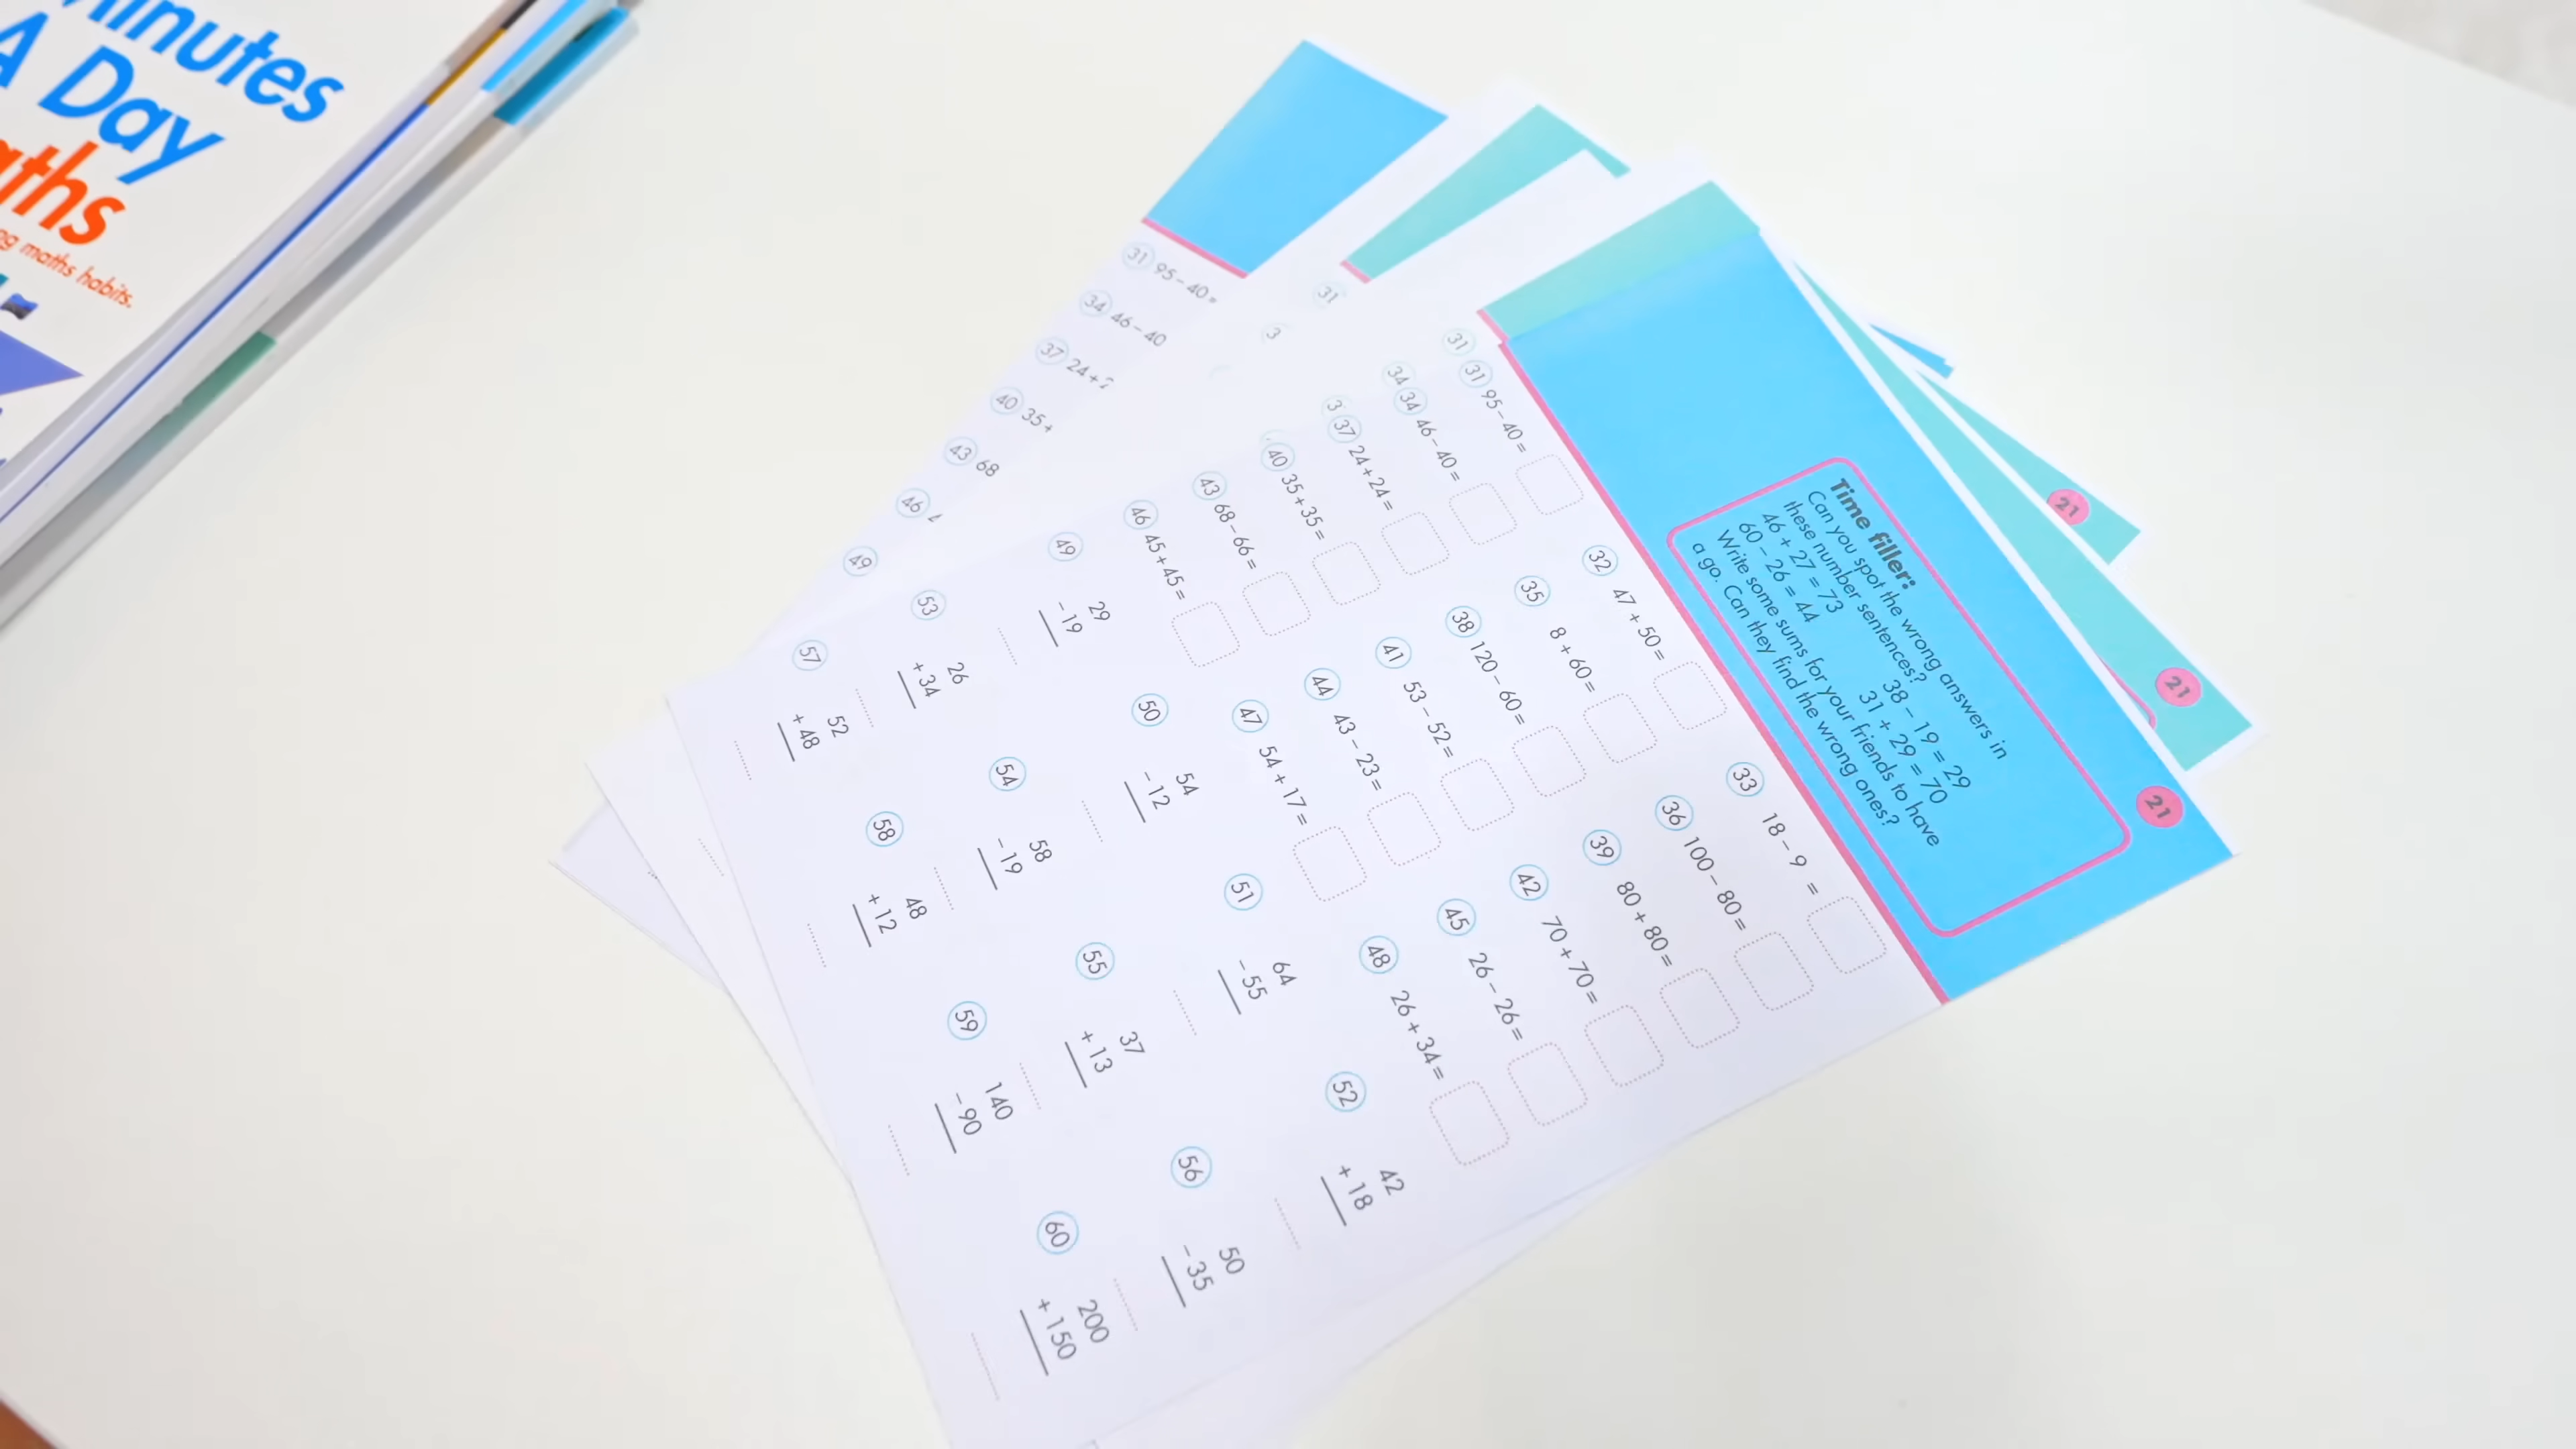 Minutes
A Day
ng maths habits.
31 95 – 40 =
34 46 – 40
37 24 +
40 35 +
43 68
46
49
31
3
31
34
3
21
21
21
Time filler:
Can you spot the wrong answers in
these number sentences?
46 + 27 = 73 38 – 19 = 29
60 – 26 = 44 31 + 29 = 70
Write some sums for your friends to have
a go. Can they find the wrong ones?
31 95 – 40 = 32 47 + 50 = 33 18 – 9 =
34 46 – 40 = 35 8 + 60 = 36 100 – 80 =
37 24 + 24 = 38 120 – 60 = 39 80 + 80 =
40 35 + 35 = 41 53 – 52 = 42 70 + 70 =
43 68 – 66 = 44 43 – 23 = 45 26 – 26 =
46 45 + 45 = 47 54 + 17 = 48 26 + 34 =
49 50 51 52
29 54 64 42
– 19 – 12 – 55 + 18
53 54 55 56
26 58 37 50
+ 34 – 19 + 13 – 35
57 58 59 60
52 48 140 200
+ 48 + 12 – 90 + 150